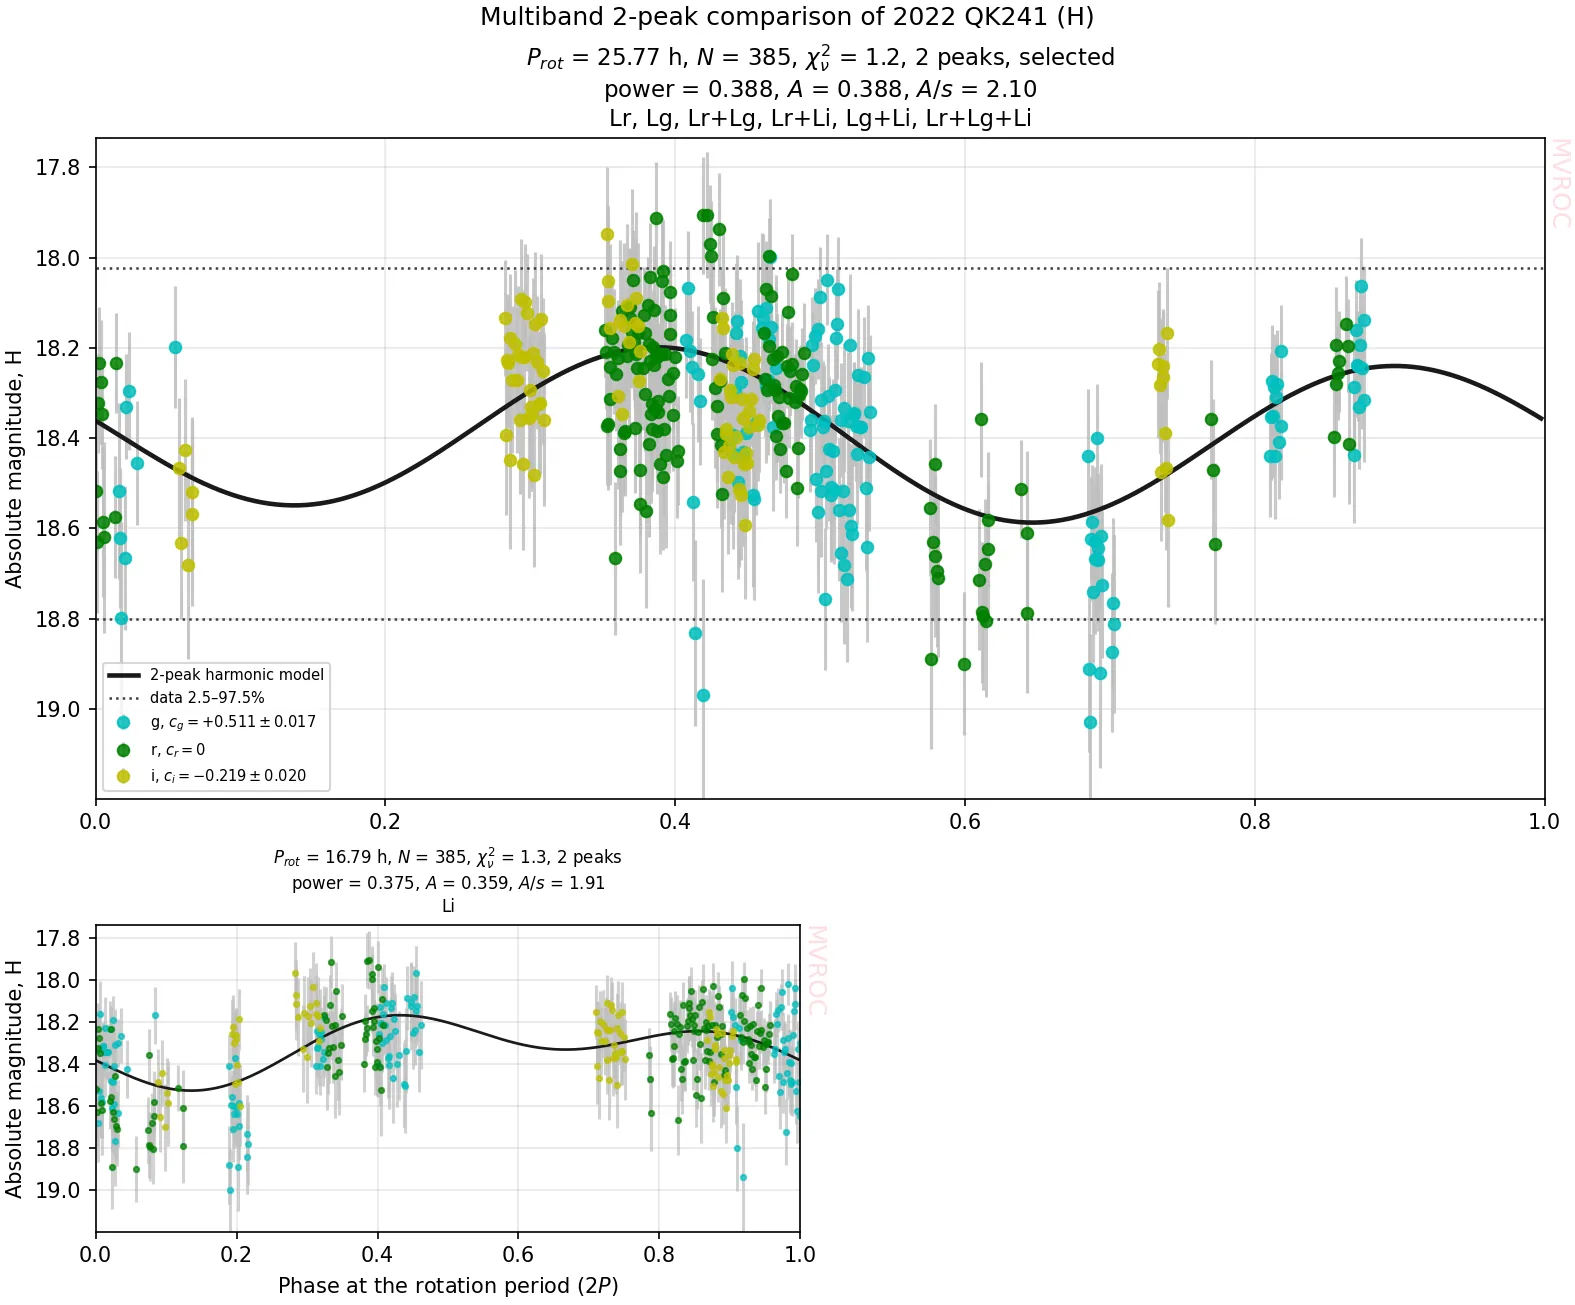 Multiband 2-peak comparison of 2022 QK241 (H)
P_rot = 25.77 h, N = 385, χ²_ν = 1.2, 2 peaks, selected
power = 0.388, A = 0.388, A/s = 2.10
Lr, Lg, Lr+Lg, Lr+Li, Lg+Li, Lr+Lg+Li
MVROC
Absolute magnitude, H
17.8
18.0
18.2
18.4
18.6
18.8
19.0
2-peak harmonic model
data 2.5–97.5%
g, c_g = +0.511 ± 0.017
r, c_r = 0
i, c_i = −0.219 ± 0.020
0.0 0.2 0.4 0.6 0.8 1.0
P_rot = 16.79 h, N = 385, χ²_ν = 1.3, 2 peaks
power = 0.375, A = 0.359, A/s = 1.91
Li
MVROC
Absolute magnitude, H
17.8
18.0
18.2
18.4
18.6
18.8
19.0
0.0 0.2 0.4 0.6 0.8 1.0
Phase at the rotation period (2P)